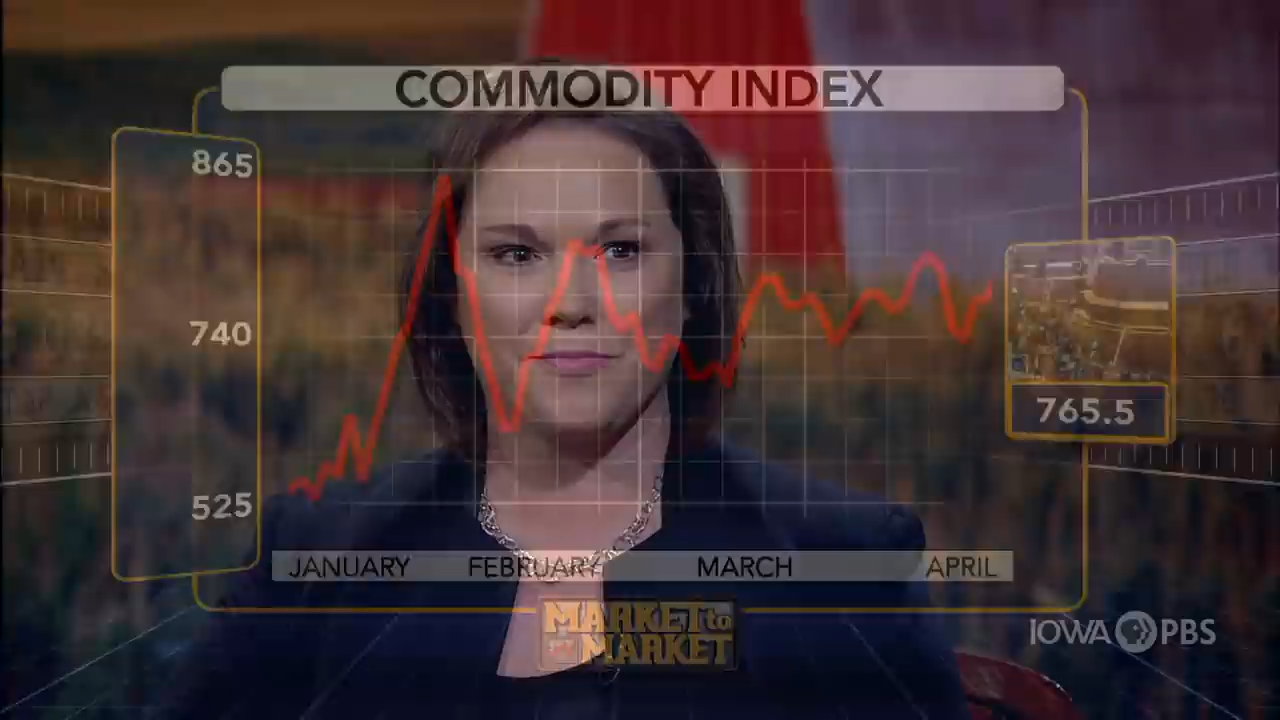 COMMODITY INDEX
865
740
765.5
525
JANUARY FEBRUARY MARCH APRIL
MARKET to
MARKET
IOWA PBS